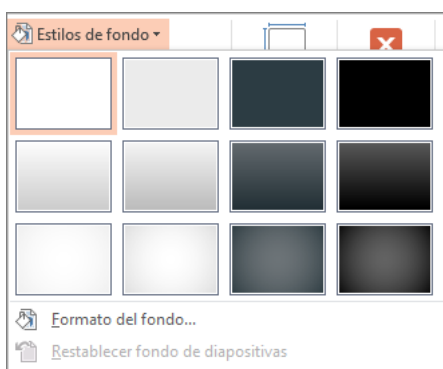 Estilos de fondo
Formato del fondo...
Restablecer fondo de diapositivas